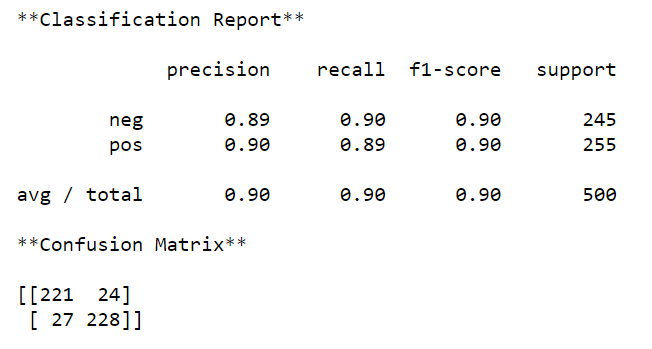 **Classification Report**
precision recall f1-score support
neg 0.89 0.90 0.90 245
pos 0.90 0.89 0.90 255
avg / total 0.90 0.90 0.90 500
**Confusion Matrix**
[[221 24]
[ 27 228]]